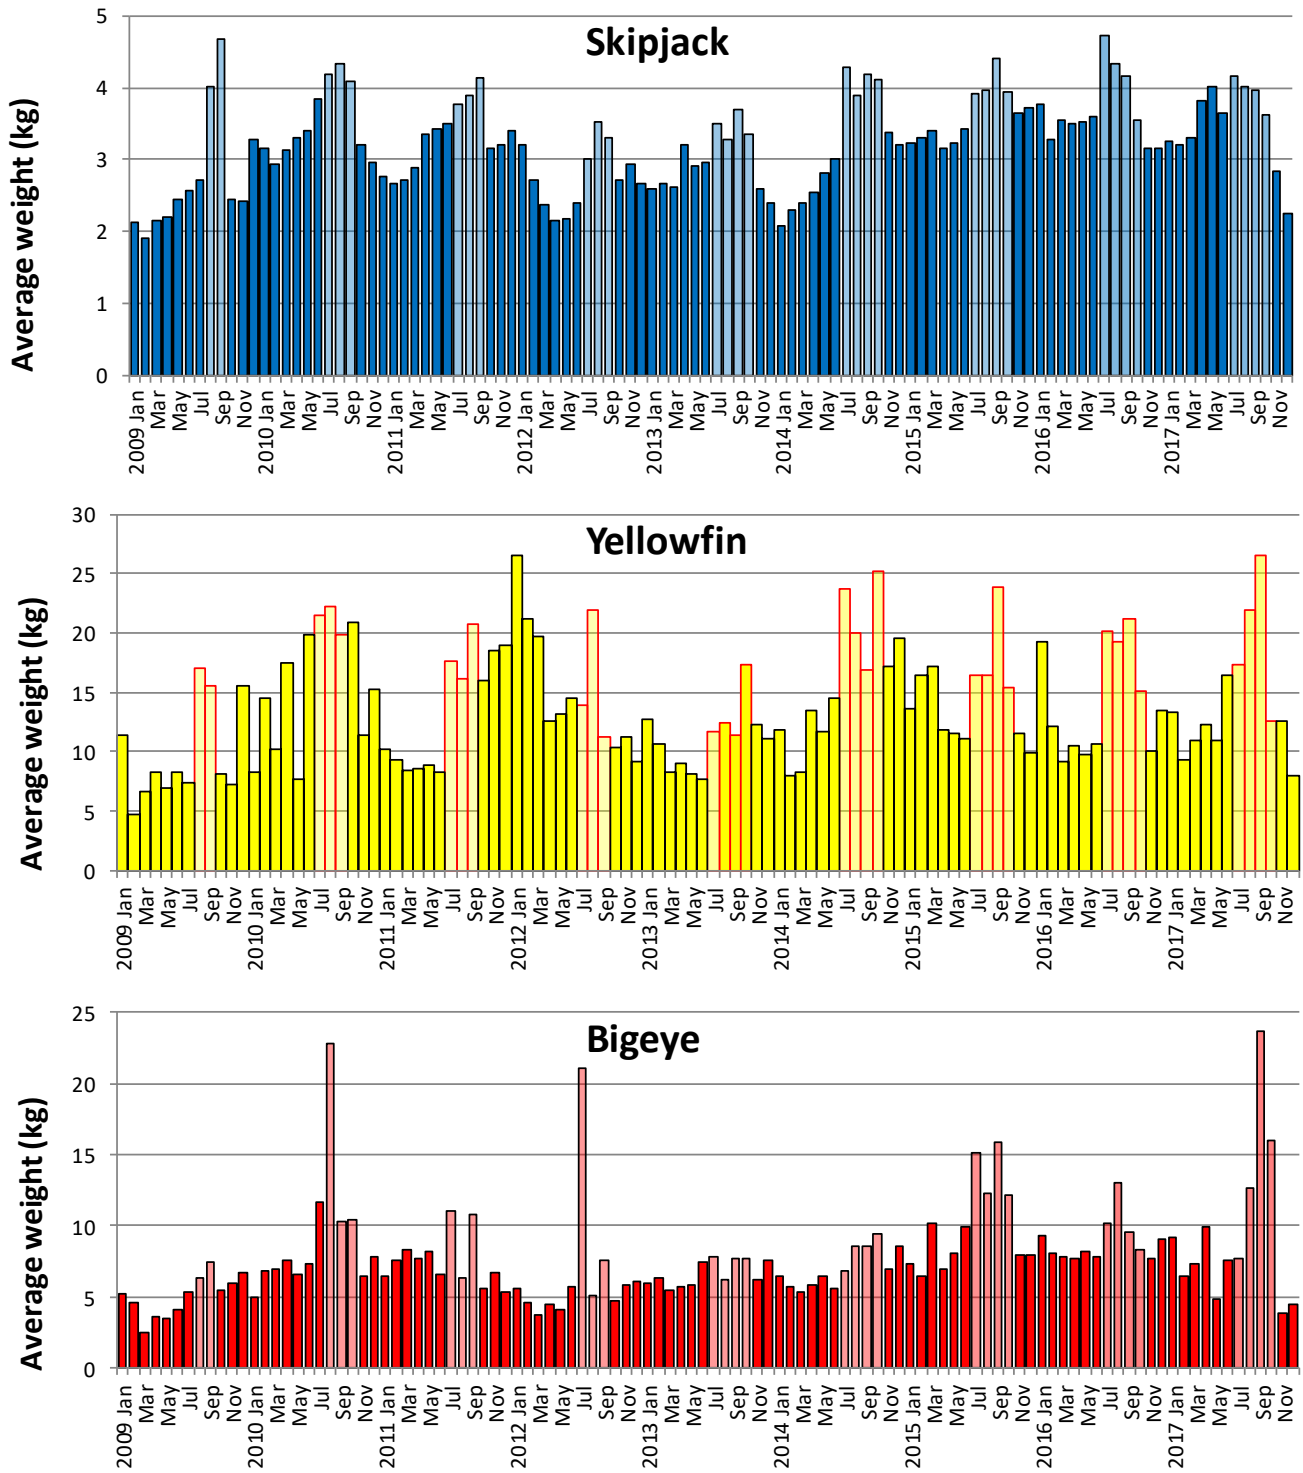 Skipjack
Average weight (kg)
5
4
3
2
1
0
2009 Jan Mar May Jul Sep Nov 2010 Jan Mar May Jul Sep Nov 2011 Jan Mar May Jul Sep Nov 2012 Jan Mar May Jul Sep Nov 2013 Jan Mar May Jul Sep Nov 2014 Jan Mar May Jul Sep Nov 2015 Jan Mar May Jul Sep Nov 2016 Jan Mar May Jul Sep Nov 2017 Jan Mar May Jul Sep Nov
Yellowfin
Average weight (kg)
30
25
20
15
10
5
0
2009 Jan Mar May Jul Sep Nov 2010 Jan Mar May Jul Sep Nov 2011 Jan Mar May Jul Sep Nov 2012 Jan Mar May Jul Sep Nov 2013 Jan Mar May Jul Sep Nov 2014 Jan Mar May Jul Sep Nov 2015 Jan Mar May Jul Sep Nov 2016 Jan Mar May Jul Sep Nov 2017 Jan Mar May Jul Sep Nov
Bigeye
Average weight (kg)
25
20
15
10
5
0
2009 Jan Mar May Jul Sep Nov 2010 Jan Mar May Jul Sep Nov 2011 Jan Mar May Jul Sep Nov 2012 Jan Mar May Jul Sep Nov 2013 Jan Mar May Jul Sep Nov 2014 Jan Mar May Jul Sep Nov 2015 Jan Mar May Jul Sep Nov 2016 Jan Mar May Jul Sep Nov 2017 Jan Mar May Jul Sep Nov